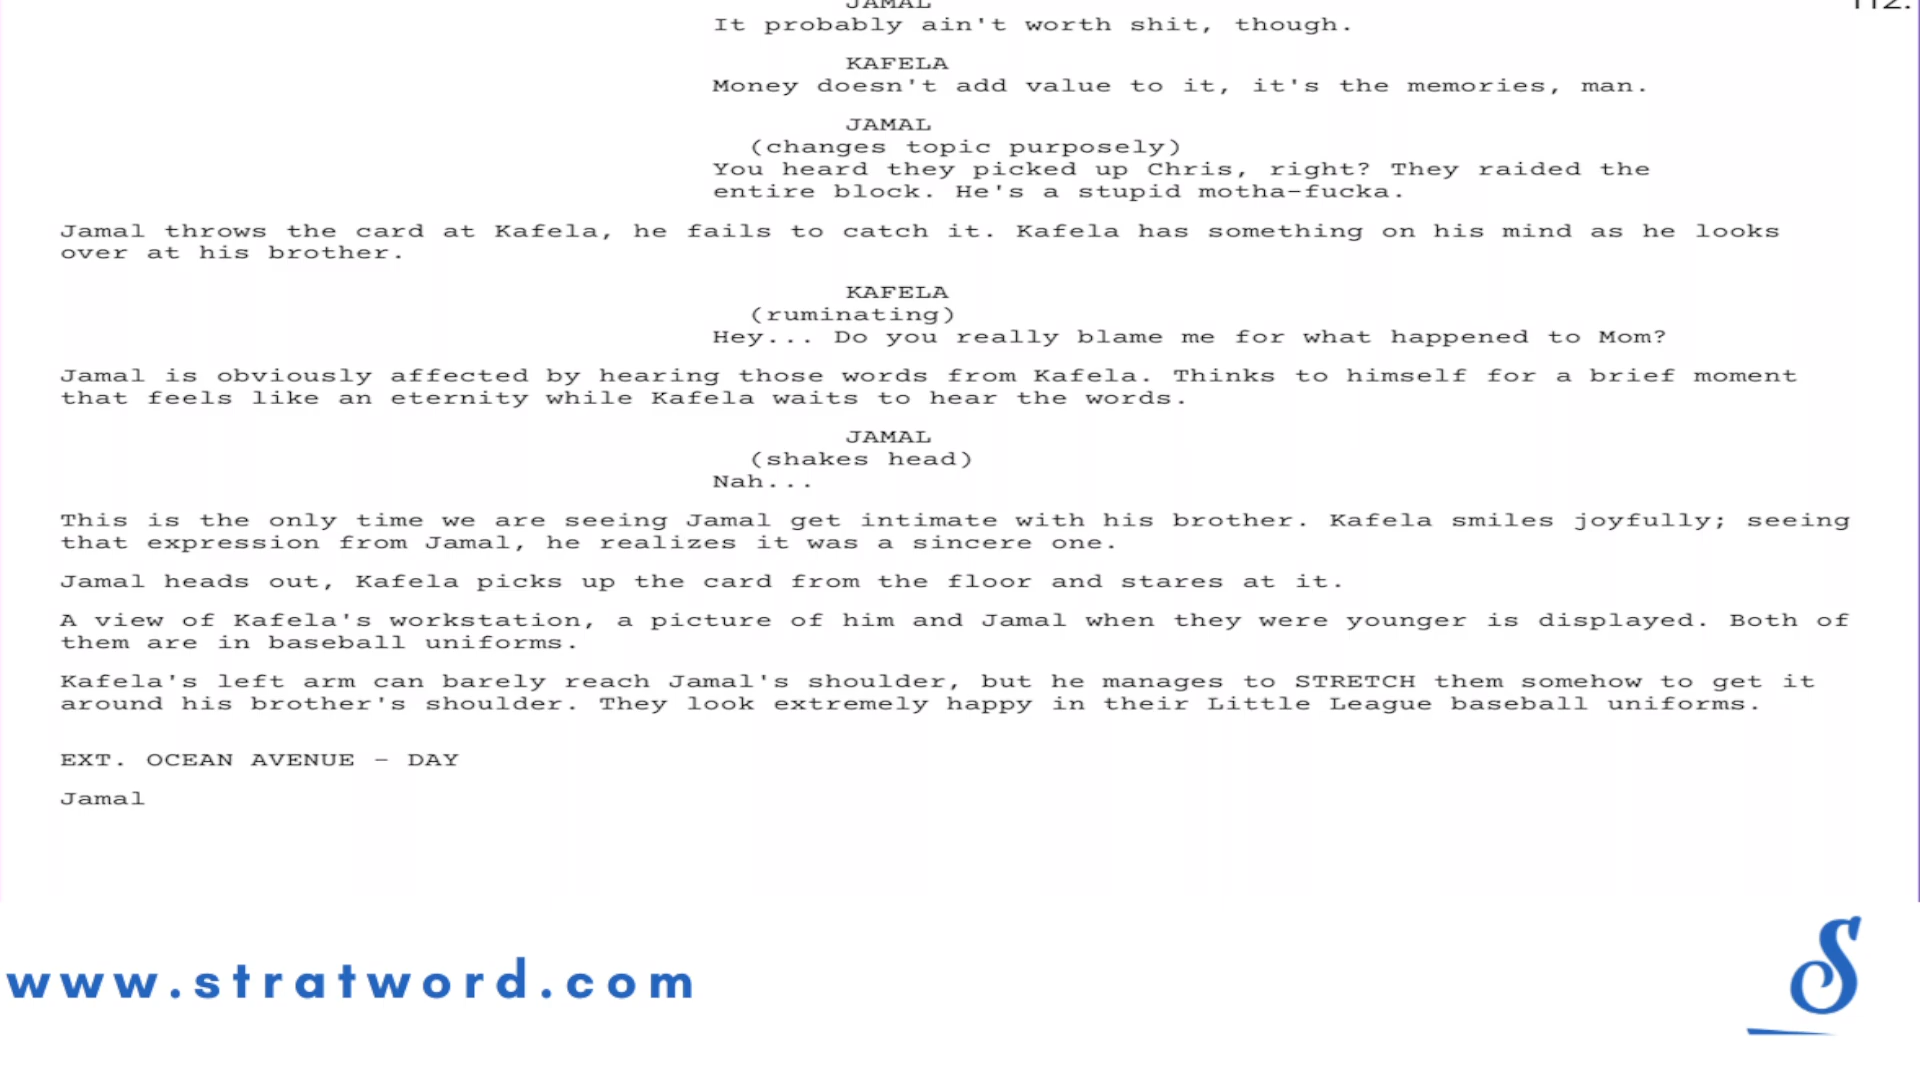 JAMAL
112.
It probably ain't worth shit, though.
KAFELA
Money doesn't add value to it, it's the memories, man.
JAMAL
(changes topic purposely)
You heard they picked up Chris, right? They raided the
entire block. He's a stupid motha-fucka.
Jamal throws the card at Kafela, he fails to catch it. Kafela has something on his mind as he looks
over at his brother.
KAFELA
(ruminating)
Hey... Do you really blame me for what happened to Mom?
Jamal is obviously affected by hearing those words from Kafela. Thinks to himself for a brief moment
that feels like an eternity while Kafela waits to hear the words.
JAMAL
(shakes head)
Nah...
This is the only time we are seeing Jamal get intimate with his brother. Kafela smiles joyfully; seeing
that expression from Jamal, he realizes it was a sincere one.
Jamal heads out, Kafela picks up the card from the floor and stares at it.
A view of Kafela's workstation, a picture of him and Jamal when they were younger is displayed. Both of
them are in baseball uniforms.
Kafela's left arm can barely reach Jamal's shoulder, but he manages to STRETCH them somehow to get it
around his brother's shoulder. They look extremely happy in their Little League baseball uniforms.
EXT. OCEAN AVENUE - DAY
Jamal
www.stratword.com
S